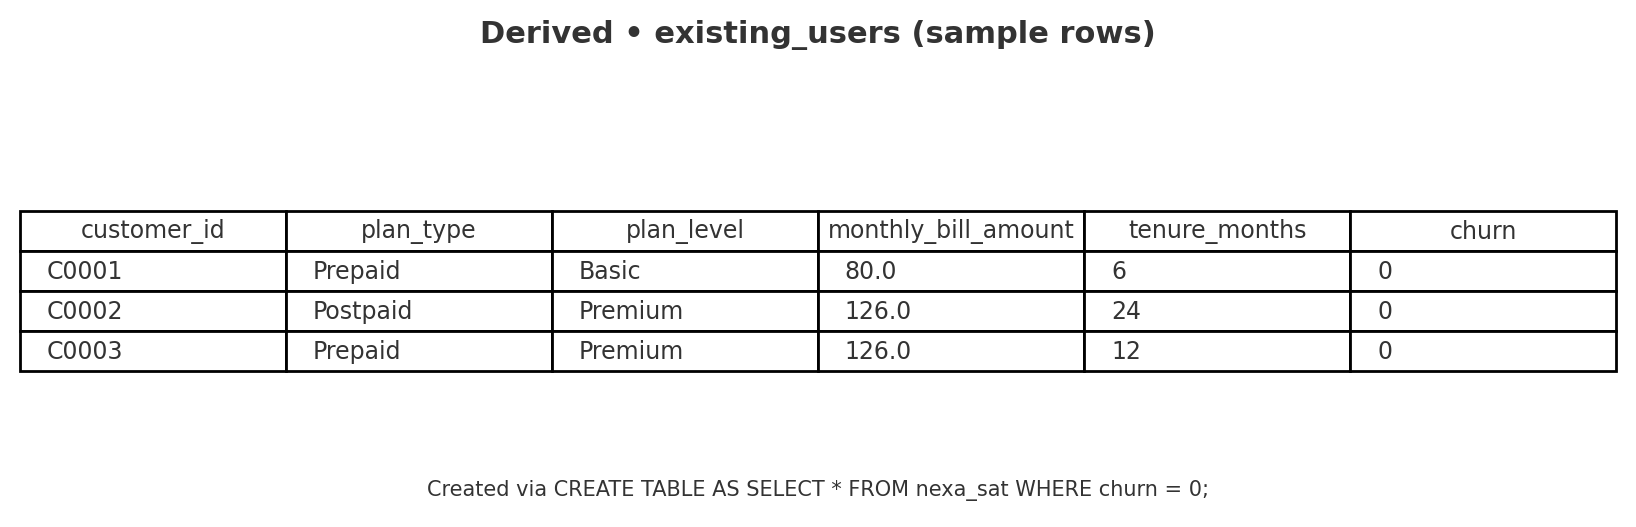 Derived • existing_users (sample rows)
customer_id plan_type plan_level monthly_bill_amount tenure_months churn
C0001 Prepaid Basic 80.0 6 0
C0002 Postpaid Premium 126.0 24 0
C0003 Prepaid Premium 126.0 12 0
Created via CREATE TABLE AS SELECT * FROM nexa_sat WHERE churn = 0;